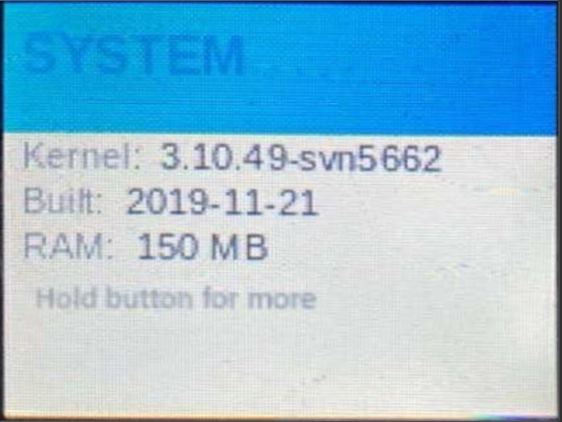 SYSTEM
Kernel: 3.10.49-svn5662
Built: 2019-11-21
RAM: 150 MB
Hold button for more